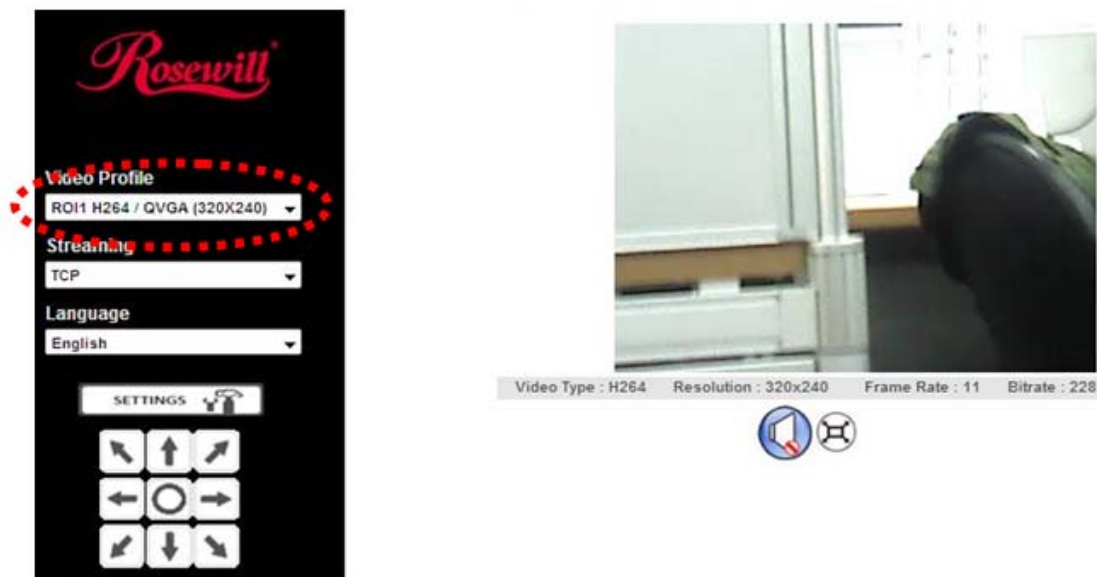 Rosewill
Video Profile
ROI1 H264 / QVGA (320X240)
Streaming
TCP
Language
English
SETTINGS
Video Type : H264 Resolution : 320x240 Frame Rate : 11 Bitrate : 228